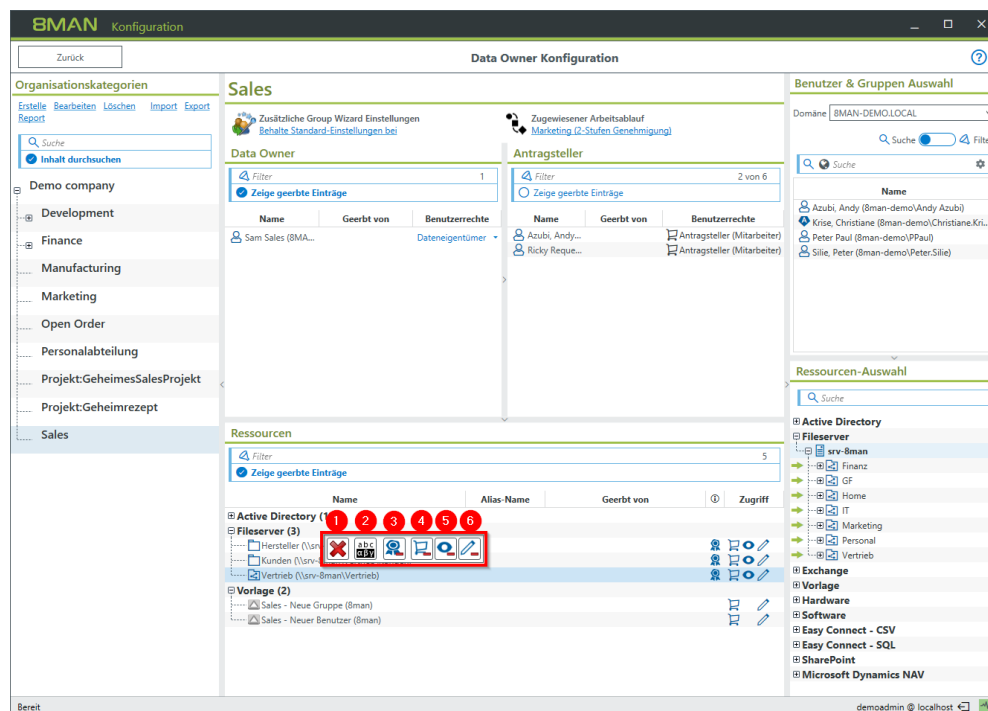 8MAN Konfiguration
Zurück
Data Owner Konfiguration
Organisationskategorien
Erstelle Bearbeiten Löschen Import Export
Report
Suche
Inhalt durchsuchen
Demo company
Development
Finance
Manufacturing
Marketing
Open Order
Personalabteilung
Projekt:GeheimesSalesProjekt
Projekt:Geheimrezept
Sales
Sales
Zusätzliche Group Wizard Einstellungen
Behalte Standard-Einstellungen bei
Zugewiesener Arbeitsablauf
Marketing (2-Stufen Genehmigung)
Data Owner
Filter 1
Zeige geerbte Einträge
Name Geerbt von Benutzerrechte
Sam Sales (8MA... Dateneigentümer
Antragsteller
Filter 2 von 6
Zeige geerbte Einträge
Name Geerbt von Benutzerrechte
Azubi, Andy... Antragsteller (Mitarbeiter)
Ricky Reque... Antragsteller (Mitarbeiter)
Ressourcen
Filter 5
Zeige geerbte Einträge
Name Alias-Name Geerbt von Zugriff
Active Directory
1 2 3 4 5 6
Fileserver (3)
Hersteller (\\srv
abc
αβγ
Kunden (\\srv-
Vertrieb (\\srv-8man\Vertrieb)
Vorlage (2)
Sales - Neue Gruppe (8man)
Sales - Neuer Benutzer (8man)
Benutzer & Gruppen Auswahl
Domäne 8MAN-DEMO.LOCAL
Suche Filte
Suche
Name
Azubi, Andy (8man-demo\Andy Azubi)
Krise, Christiane (8man-demo\Christiane.Kri...
Peter Paul (8man-demo\PPaul)
Silie, Peter (8man-demo\Peter.Silie)
Ressourcen-Auswahl
Suche
Active Directory
Fileserver
srv-8man
Finanz
GF
Home
IT
Marketing
Personal
Vertrieb
Exchange
Vorlage
Hardware
Software
Easy Connect - CSV
Easy Connect - SQL
SharePoint
Microsoft Dynamics NAV
Bereit
demoadmin @ localhost